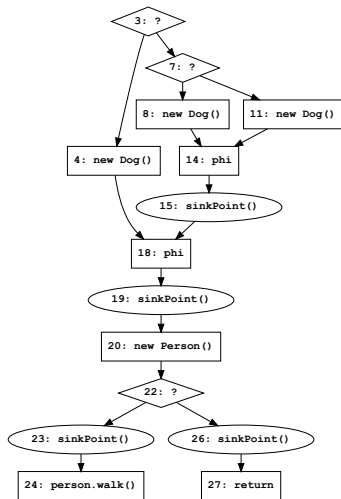 3: ?
7: ?
8: new Dog()
11: new Dog()
4: new Dog()
14: phi
15: sinkPoint()
18: phi
19: sinkPoint()
20: new Person()
22: ?
23: sinkPoint()
26: sinkPoint()
24: person.walk()
27: return